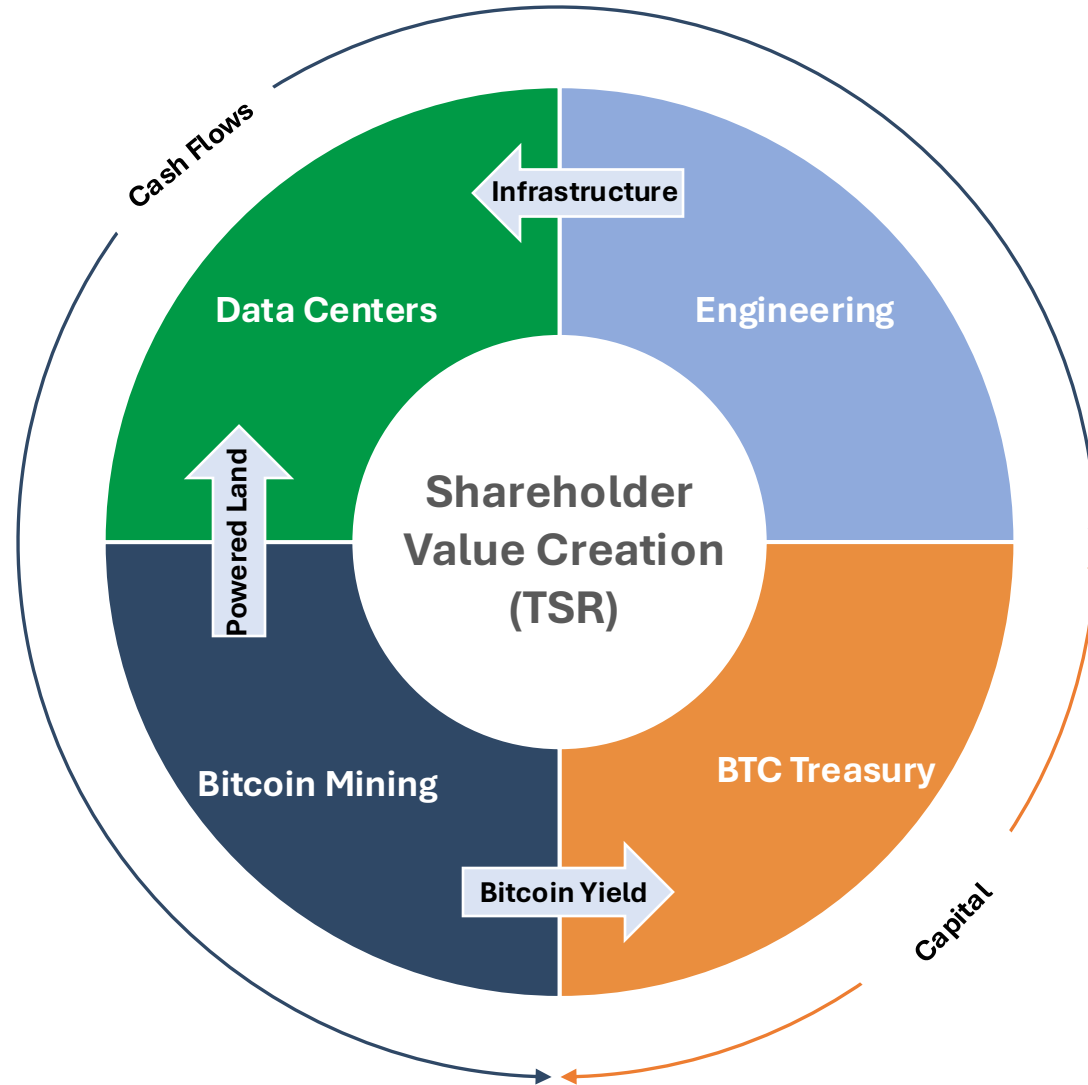 Cash Flows
Infrastructure
Data Centers
Engineering
Powered Land
Shareholder
Value Creation
(TSR)
Bitcoin Mining
BTC Treasury
Bitcoin Yield
Capital